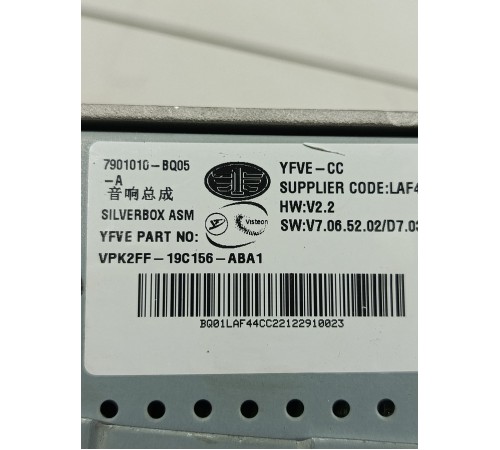 7901010-BQ05
-A
音响总成
SILVERBOX ASM
YFVE PART NO:
VPK2FF-19C156-ABA1
YFVE-CC
SUPPLIER CODE:LAF4
HW:V2.2
SW:V7.06.52.02/D7.03
Visteon
BQ01LAF44CC22122910023